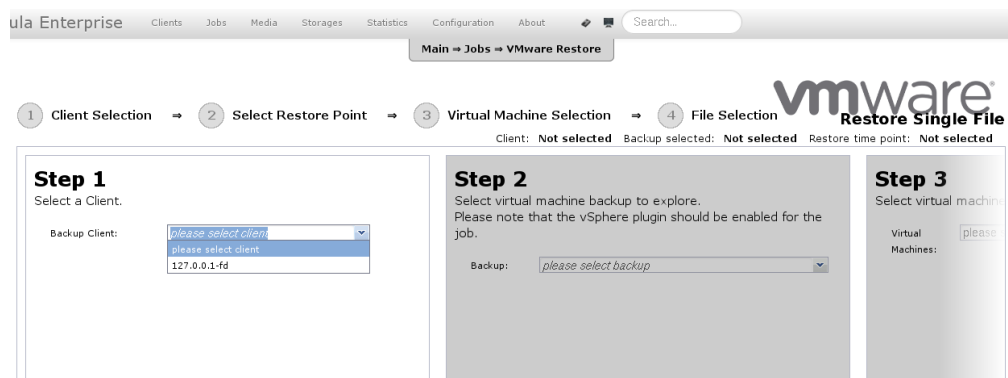 ula Enterprise Clients Jobs Media Storages Statistics Configuration About Search...
Main ⇒ Jobs ⇒ VMware Restore
vmware
1 Client Selection ⇒ 2 Select Restore Point ⇒ 3 Virtual Machine Selection ⇒ 4 File Selection
Restore Single File
Client: Not selected Backup selected: Not selected Restore time point: Not selected
Step 1
Select a Client.
Backup Client: please select client
please select client
127.0.0.1-fd
Step 2
Select virtual machine backup to explore.
Please note that the vSphere plugin should be enabled for the
job.
Backup: please select backup
Step 3
Select virtual machine
Virtual
Machines:
please